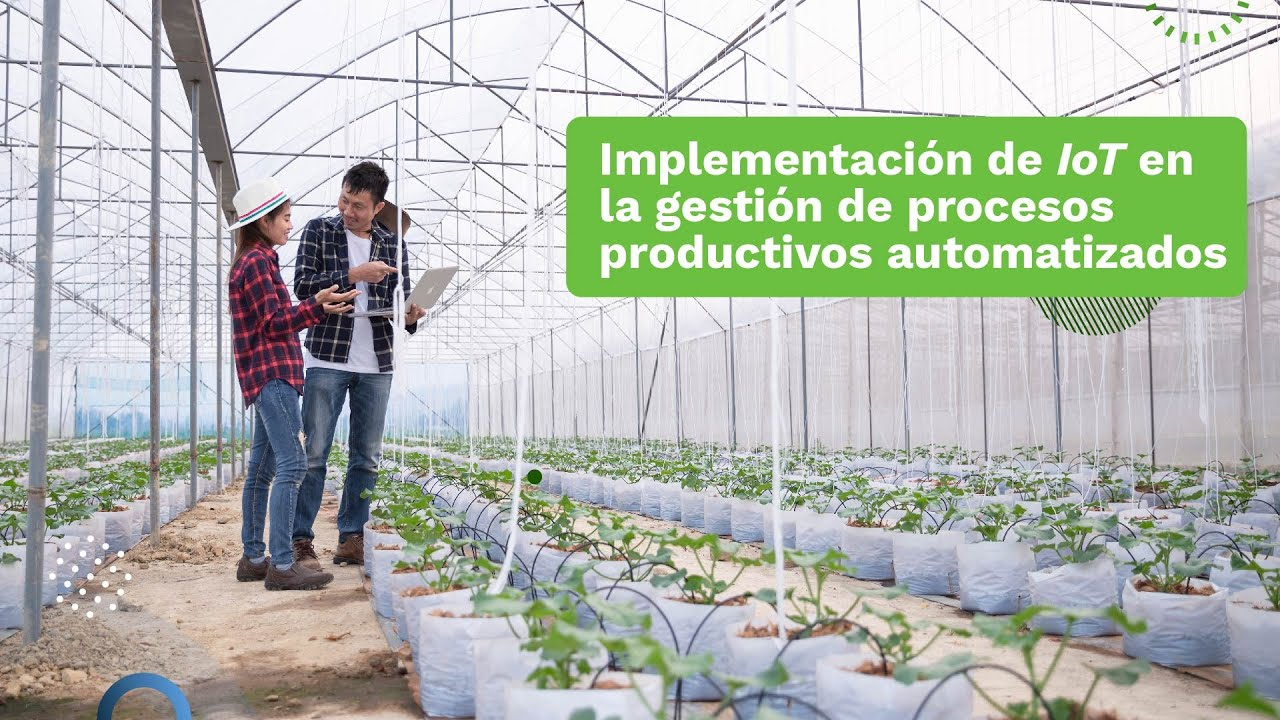 Implementación de IoT en
la gestión de procesos
productivos automatizados